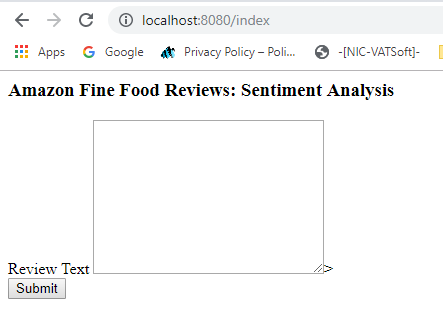 localhost:8080/index
Apps Google Privacy Policy – Poli... -[NIC-VATSoft]-
Amazon Fine Food Reviews: Sentiment Analysis
Review Text >
Submit